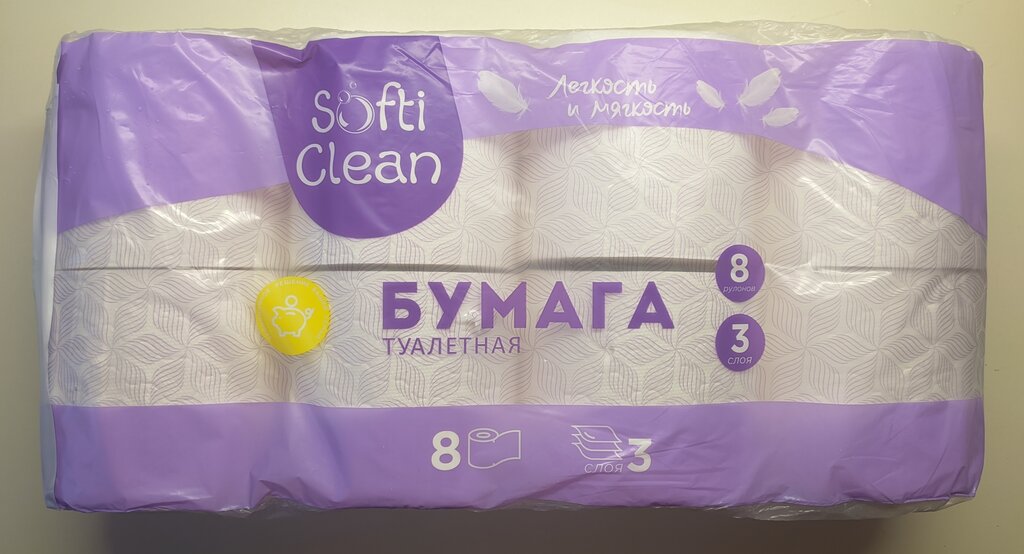 Softi
Clean
Легкость
и мягкость
БУМАГА
ТУАЛЕТНАЯ
8
рулонов
3
слоя
8
слоя 3